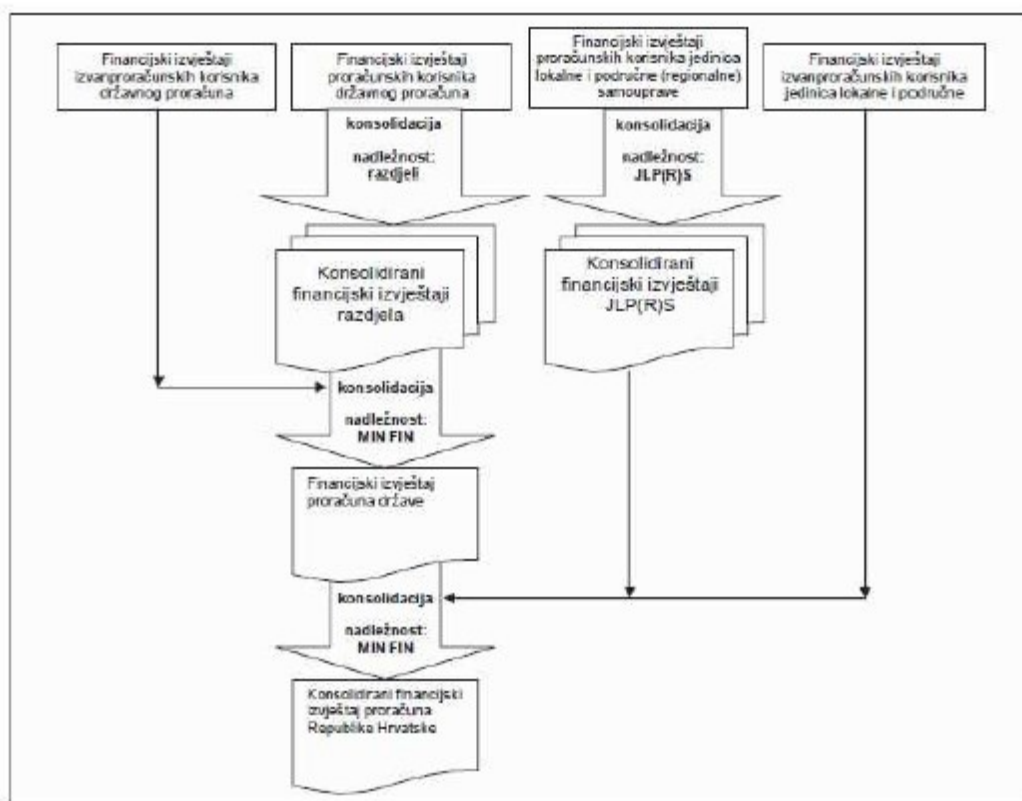 Financijski izvještaji
izvanproračunskih korisnika
državnog proračuna
Financijski izvještaji
proračunskih korisnika
državnog proračuna
Financijski izvještaji
proračunskih korisnika jedinica
lokalne i područne (regionalne)
samouprave
Financijski izvještaji
izvanproračunskih korisnika
jedinica lokalne i područne
konsolidacija
nadležnost:
razdjeli
konsolidacija
nadležnost:
JLP(R)S
Konsolidirani
financijski izvještaji
razdjela
Konsolidirani
financijski izvještaji
JLP(R)S
konsolidacija
nadležnost:
MIN FIN
Financijski izvještaj
proračuna države
konsolidacija
nadležnost:
MIN FIN
Konsolidirani financijski
izvještaj proračuna
Republike Hrvatske